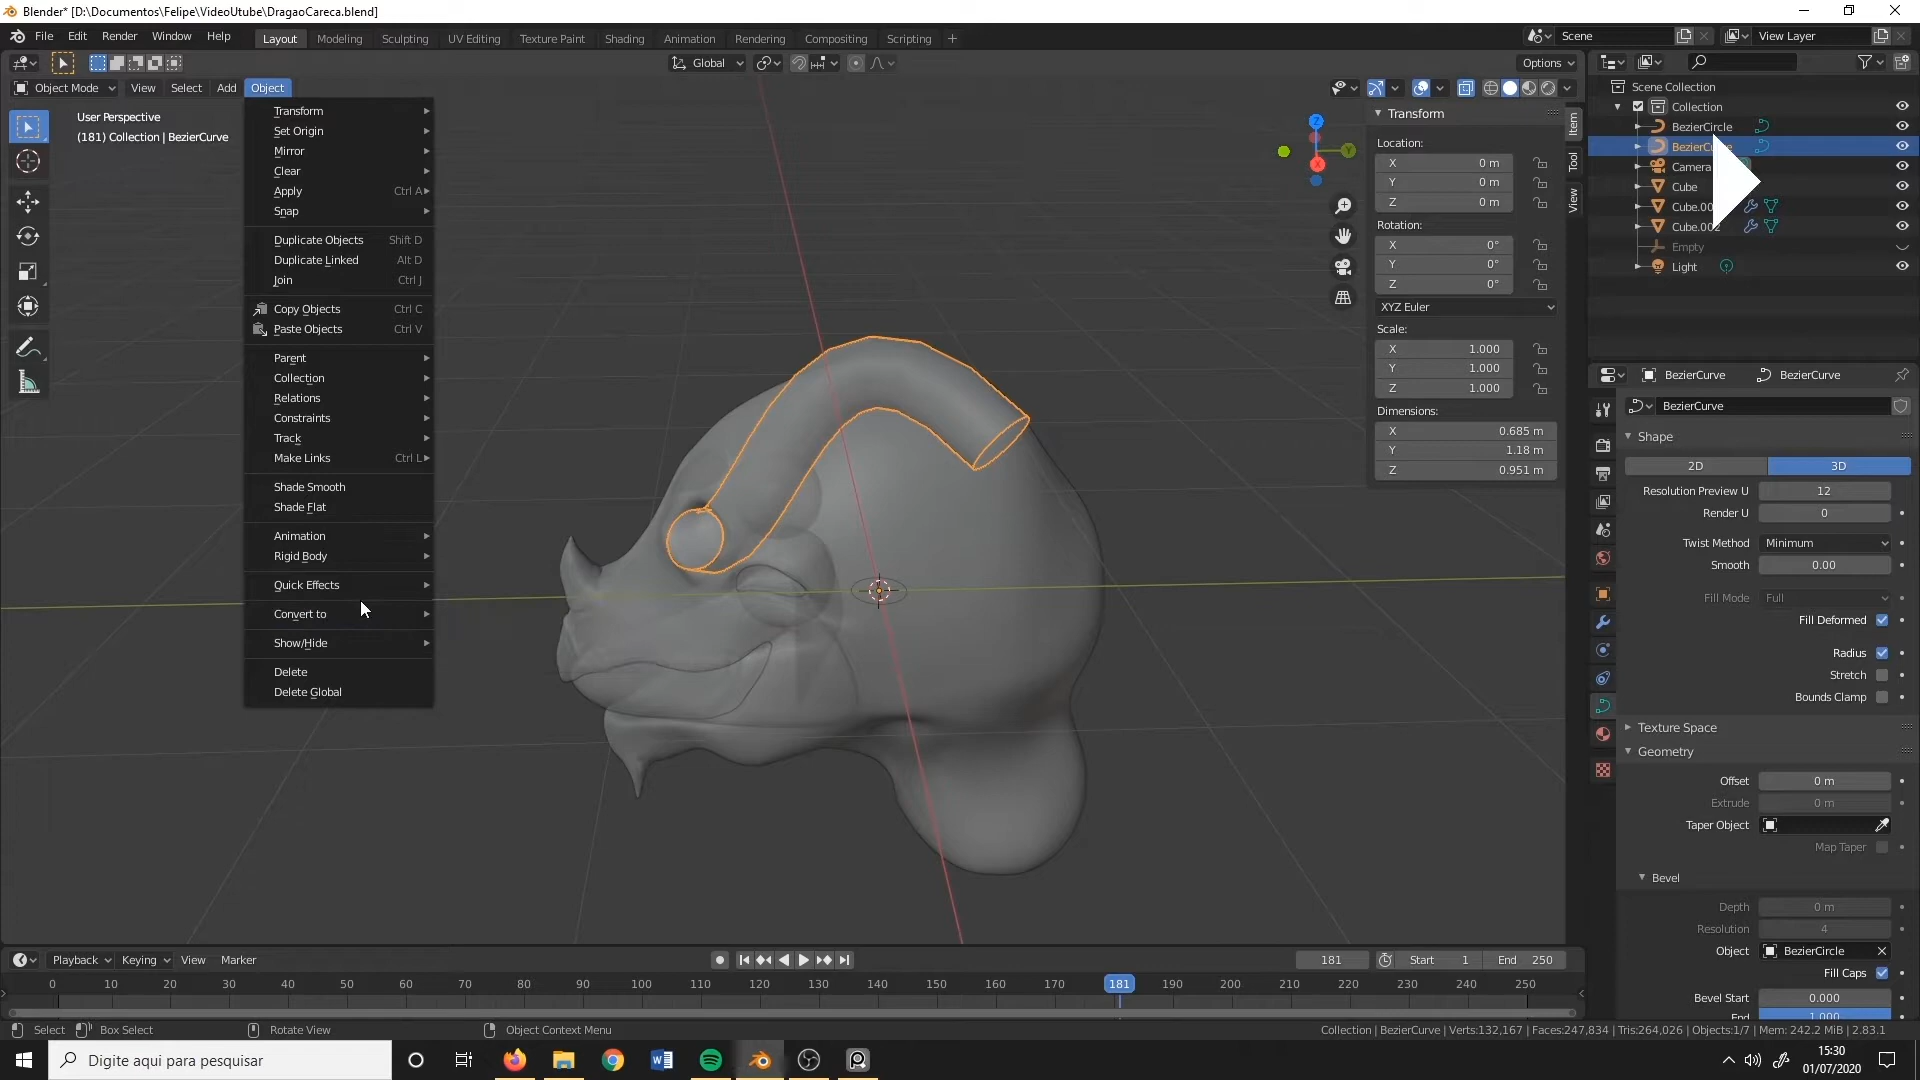 Blender* [D:\Documentos\Felipe\VideoUtube\DragaoCareca.blend]
File Edit Render Window Help
Layout Modeling Sculpting UV Editing Texture Paint Shading Animation Rendering Compositing Scripting +
Scene
View Layer
Global
Options
Object Mode View Select Add Object
User Perspective
(181) Collection | BezierCurve
Transform
Set Origin
Mirror
Clear
Apply Ctrl A
Snap
Duplicate Objects Shift D
Duplicate Linked Alt D
Join Ctrl J
Copy Objects Ctrl C
Paste Objects Ctrl V
Parent
Collection
Relations
Constraints
Track
Make Links Ctrl L
Shade Smooth
Shade Flat
Animation
Rigid Body
Quick Effects
Convert to
Show/Hide
Delete
Delete Global
Z
Y
X
Transform
Location:
X 0 m
Y 0 m
Z 0 m
Rotation:
X 0°
Y 0°
Z 0°
XYZ Euler
Scale:
X 1.000
Y 1.000
Z 1.000
Dimensions:
X 0.685 m
Y 1.18 m
Z 0.951 m
Item
Tool
View
Scene Collection
Collection
BezierCircle
Camera
Cube
Empty
Light
BezierCurve BezierCurve
BezierCurve
Shape
2D 3D
Resolution Preview U 12
Render U 0
Twist Method Minimum
Smooth 0.00
Fill Mode Full
Fill Deformed
Radius
Stretch
Bounds Clamp
Texture Space
Geometry
Offset 0 m
Extrude 0 m
Taper Object
Map Taper
Bevel
Depth 0 m
Resolution 4
Object BezierCircle
Fill Caps
Bevel Start 0.000
End 1.000
Playback Keying View Marker
181 Start 1 End 250
0 10 20 30 40 50 60 70 80 90 100 110 120 130 140 150 160 170 181 190 200 210 220 230 240 250
Select Box Select Rotate View Object Context Menu
Collection | BezierCurve | Verts:132,167 | Faces:247,834 | Tris:264,026 | Objects:1/7 | Mem: 242.2 MiB | 2.83.1
Digite aqui para pesquisar
15:30
01/07/2020